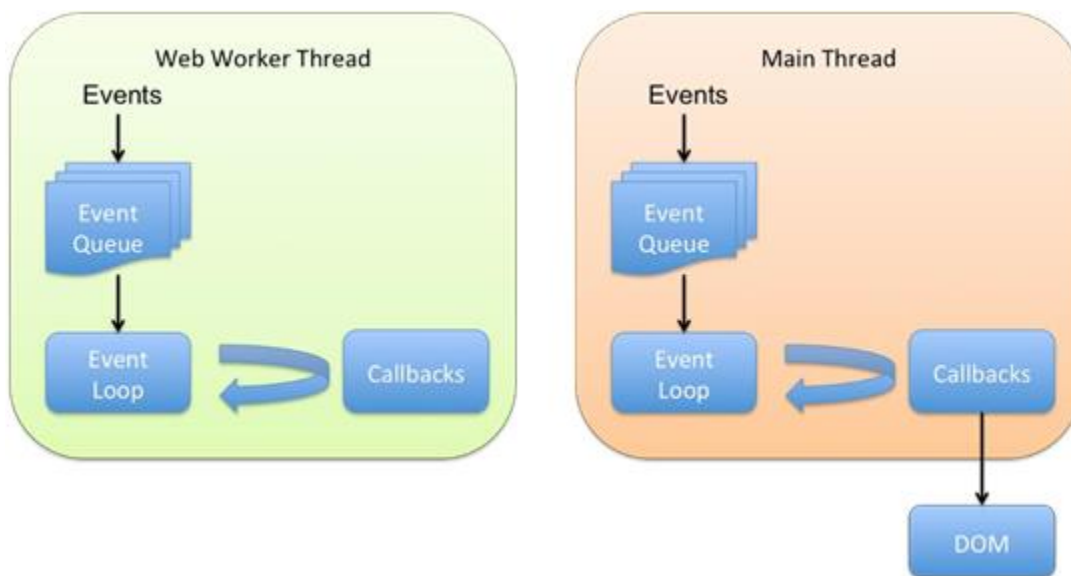 Web Worker Thread
Events
Event
Queue
Event
Loop
Callbacks
Main Thread
Events
Event
Queue
Event
Loop
Callbacks
DOM